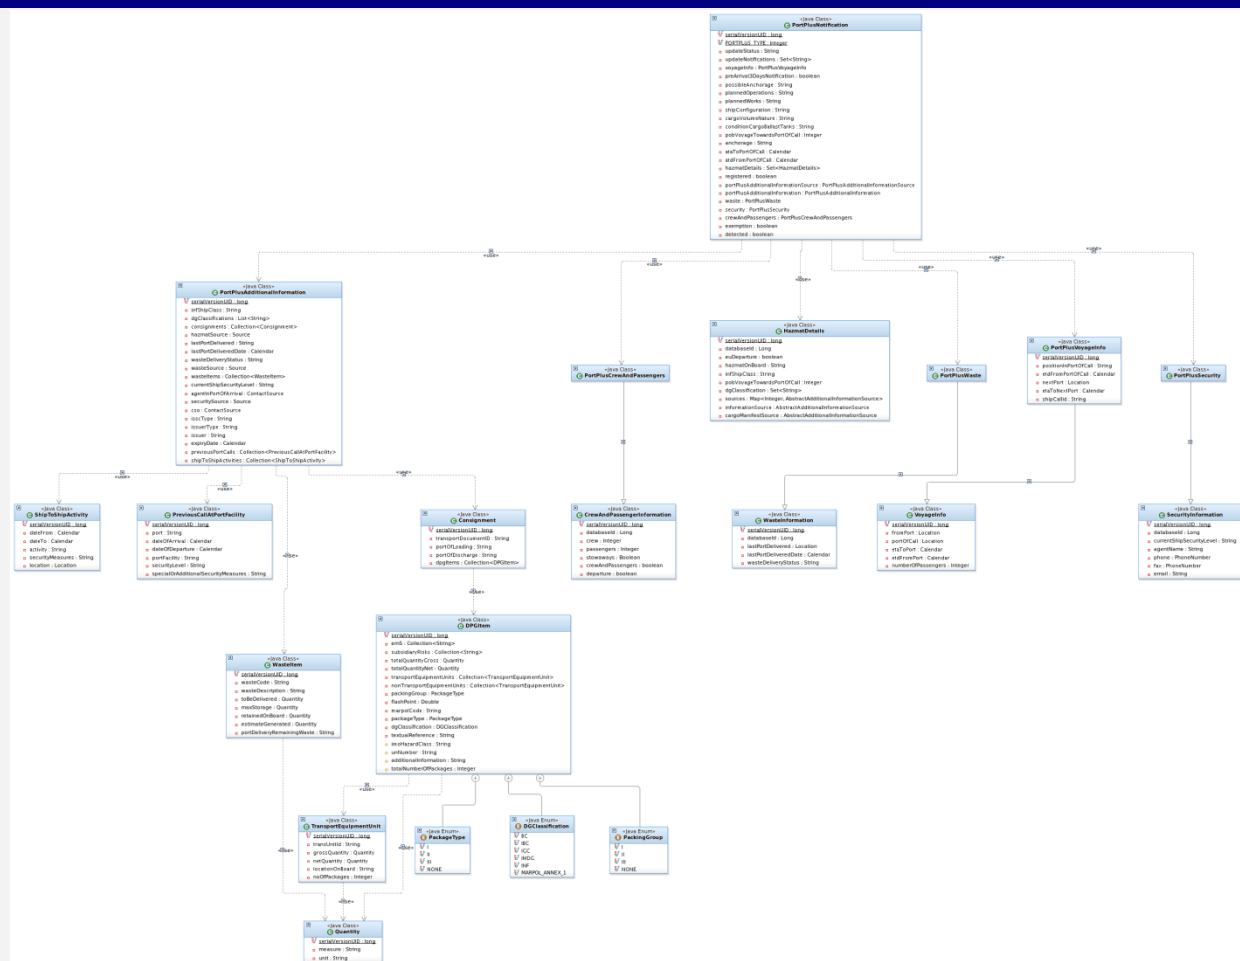 «Java Class»
PortPlusNotification
serialVersionUID : long
PORTPLUS_TYPE : Integer
updateStatus : String
updateNotifications : Set<String>
voyageInfo : PortPlusVoyageInfo
preArrival3DaysNotification : boolean
possibleAnchorage : String
plannedOperations : String
plannedWorks : String
shipConfiguration : String
cargoVolumeNature : String
conditionCargoBallastTanks : String
pobVoyageTowardsPortOfCall : Integer
anchorage : String
ataToPortOfCall : Calendar
atdFromPortOfCall : Calendar
hazmatDetails : Set<HazmatDetails>
registered : boolean
portPlusAdditionalInformationSource : PortPlusAdditionalInformationSource
portPlusAdditionalInformation : PortPlusAdditionalInformation
waste : PortPlusWaste
security : PortPlusSecurity
crewAndPassengers : PortPlusCrewAndPassengers
exemption : boolean
detected : boolean
«use»
«use»
«use»
«use»
«use»
«use»
«Java Class»
PortPlusAdditionalInformation
serialVersionUID : long
infShipClass : String
dgClassifications : List<String>
consignments : Collection<Consignment>
hazmatSource : Source
lastPortDelivered : String
lastPortDeliveredDate : Calendar
wasteDeliveryStatus : String
wasteSource : Source
wasteItems : Collection<WasteItem>
currentShipSecurityLevel : String
agentInPortOfArrival : ContactSource
securitySource : Source
cso : ContactSource
isscType : String
issuerType : String
issuer : String
expiryDate : Calendar
previousPortCalls : Collection<PreviousCallAtPortFacility>
shipToShipActivities : Collection<ShipToShipActivity>
«Java Class»
PortPlusCrewAndPassengers
«Java Class»
HazmatDetails
serialVersionUID : long
databaseId : Long
euDeparture : boolean
hazmatOnBoard : String
infShipClass : String
pobVoyageTowardsPortOfCall : Integer
dgClassification : Set<String>
sources : Map<Integer, AbstractAdditionalInformationSource>
informationSource : AbstractAdditionalInformationSource
cargoManifestSource : AbstractAdditionalInformationSource
«Java Class»
PortPlusWaste
«Java Class»
PortPlusVoyageInfo
serialVersionUID : long
positionInPortOfCall : String
etdFromPortOfCall : Calendar
nextPort : Location
etaToNextPort : Calendar
shipCallId : String
«Java Class»
PortPlusSecurity
«use»
«use»
«use»
«use»
«Java Class»
ShipToShipActivity
serialVersionUID : long
dateFrom : Calendar
dateTo : Calendar
activity : String
securityMeasures : String
location : Location
«Java Class»
PreviousCallAtPortFacility
serialVersionUID : long
port : String
dateOfArrival : Calendar
dateOfDeparture : Calendar
portFacility : String
securityLevel : String
specialOrAdditionalSecurityMeasures : String
«Java Class»
Consignment
serialVersionUID : long
transportDocumentID : String
portOfLoading : String
portOfDischarge : String
dpgItems : Collection<DPGItem>
«Java Class»
CrewAndPassengerInformation
serialVersionUID : long
databaseId : Long
crew : Integer
passengers : Integer
stowaways : Boolean
crewAndPassengers : boolean
departure : boolean
«Java Class»
WasteInformation
serialVersionUID : long
databaseId : Long
lastPortDelivered : Location
lastPortDeliveredDate : Calendar
wasteDeliveryStatus : String
«Java Class»
VoyageInfo
serialVersionUID : long
fromPort : Location
portOfCall : Location
etaToPort : Calendar
etdFromPort : Calendar
numberOfPassengers : Integer
«Java Class»
SecurityInformation
serialVersionUID : long
databaseId : Long
currentShipSecurityLevel : String
agentName : String
phone : PhoneNumber
fax : PhoneNumber
email : String
«use»
«Java Class»
DPGItem
serialVersionUID : long
emS : Collection<String>
subsidiaryRisks : Collection<String>
totalQuantityGross : Quantity
totalQuantityNet : Quantity
transportEquipmentUnits : Collection<TransportEquipmentUnit>
nonTransportEquipmentUnits : Collection<TransportEquipmentUnit>
packingGroup : PackageType
flashPoint : Double
marpolCode : String
packageType : PackageType
dgClassification : DGClassification
textualReference : String
imoHazardClass : String
unNumber : String
additionalInformation : String
totalNumberOfPackages : Integer
«Java Class»
WasteItem
serialVersionUID : long
wasteCode : String
wasteDescription : String
toBeDelivered : Quantity
maxStorage : Quantity
retainedOnBoard : Quantity
estimateGenerated : Quantity
portDeliveryRemainingWaste : String
«use»
«use»
«use»
«use»
«Java Class»
TransportEquipmentUnit
serialVersionUID : long
transUnitId : String
grossQuantity : Quantity
netQuantity : Quantity
locationOnBoard : String
noOfPackages : Integer
«Java Enum»
PackageType
I
II
III
NONE
«Java Enum»
DGClassification
BC
IBC
IGC
IMDG
INF
MARPOL_ANNEX_1
«Java Enum»
PackingGroup
I
II
III
NONE
«Java Class»
Quantity
serialVersionUID : long
measure : String
unit : String